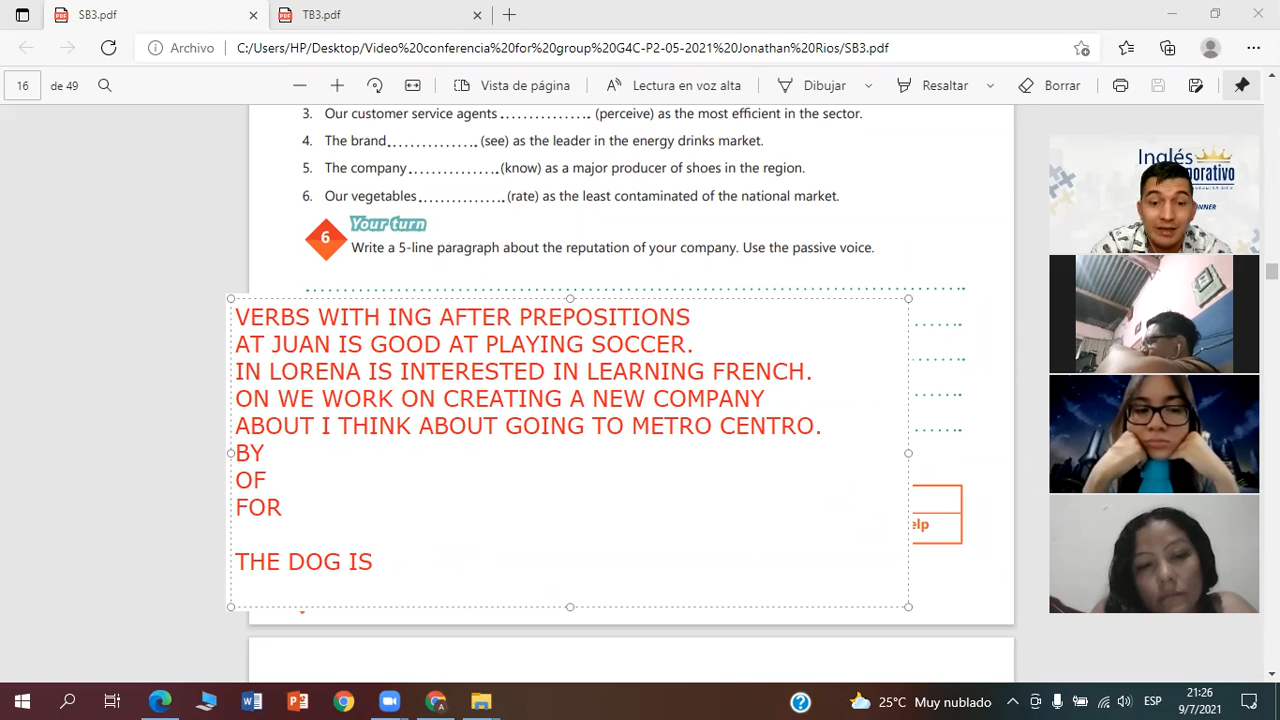 SB3.pdf
TB3.pdf
Archivo
C:/Users/HP/Desktop/Video%20conferencia%20for%20group%20G4C-P2-05-2021%20Jonathan%20Rios/SB3.pdf
16 de 49
Vista de página
Lectura en voz alta
Dibujar
Resaltar
Borrar
3. Our customer service agents .............. (perceive) as the most efficient in the sector.
4. The brand............... (see) as the leader in the energy drinks market.
5. The company............... (know) as a major producer of shoes in the region.
6. Our vegetables.............. (rate) as the least contaminated of the national market.
6 Your turn
Write a 5-line paragraph about the reputation of your company. Use the passive voice.
VERBS WITH ING AFTER PREPOSITIONS
AT JUAN IS GOOD AT PLAYING SOCCER.
IN LORENA IS INTERESTED IN LEARNING FRENCH.
ON WE WORK ON CREATING A NEW COMPANY
ABOUT I THINK ABOUT GOING TO METRO CENTRO.
BY
OF
FOR
elp
THE DOG IS
Inglés
25°C Muy nublado
ESP
21:26
9/7/2021